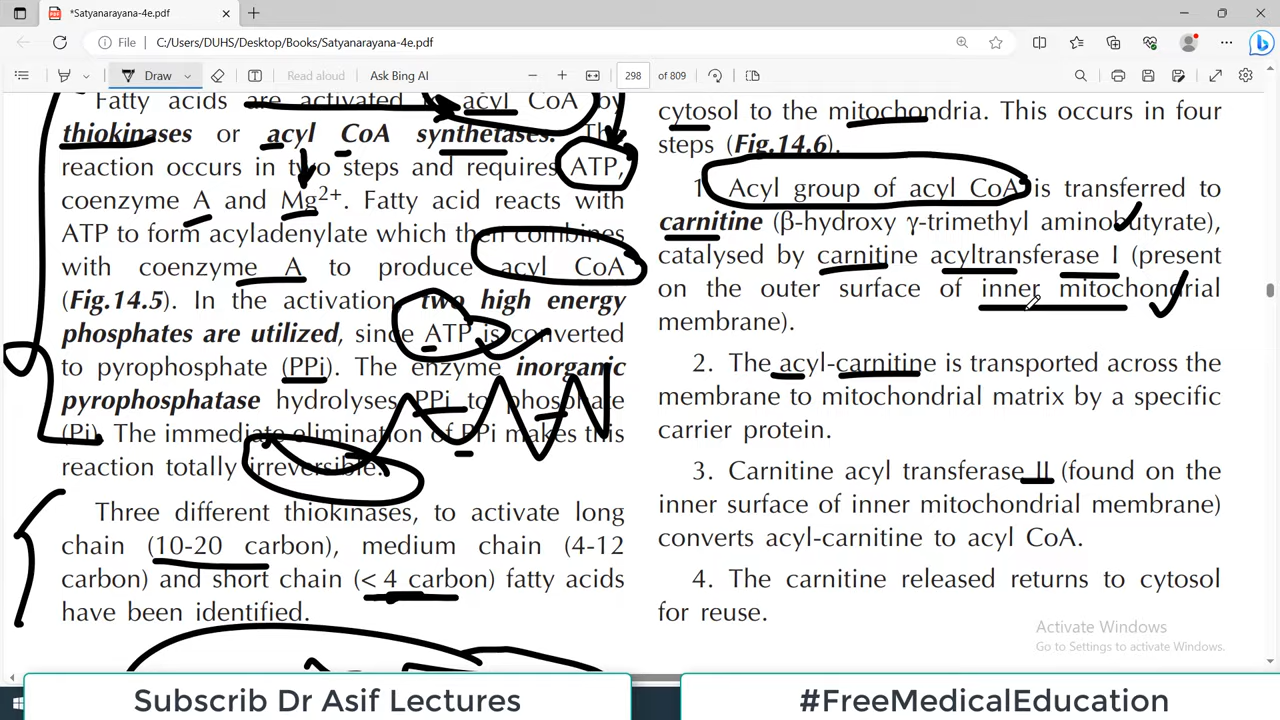 *Satyanarayana-4e.pdf
File
C:/Users/DUHS/Desktop/Books/Satyanarayana-4e.pdf
Draw
Read aloud
Ask Bing AI
298 of 809
Fatty acids are activated to acyl CoA by
thiokinases or acyl CoA synthetases. The
reaction occurs in two steps and requires ATP,
coenzyme A and Mg2+. Fatty acid reacts with
ATP to form acyladenylate which then combines
with coenzyme A to produce acyl CoA
(Fig.14.5). In the activation two high energy
phosphates are utilized, since ATP is converted
to pyrophosphate (PPi). The enzyme inorganic
pyrophosphatase hydrolyses PPi to phosphate
(Pi). The immediate elimination of PPi makes this
reaction totally irreversible.
Three different thiokinases, to activate long
chain (10-20 carbon), medium chain (4-12
carbon) and short chain (< 4 carbon) fatty acids
have been identified.
cytosol to the mitochondria. This occurs in four
steps (Fig.14.6).
1 Acyl group of acyl CoA is transferred to
carnitine (β-hydroxy γ-trimethyl aminobutyrate),
catalysed by carnitine acyltransferase I (present
on the outer surface of inner mitochondrial
membrane).
2. The acyl-carnitine is transported across the
membrane to mitochondrial matrix by a specific
carrier protein.
3. Carnitine acyl transferase II (found on the
inner surface of inner mitochondrial membrane)
converts acyl-carnitine to acyl CoA.
4. The carnitine released returns to cytosol
for reuse.
Activate Windows
Go to Settings to activate Windows.
Subscrib Dr Asif Lectures
#FreeMedicalEducation